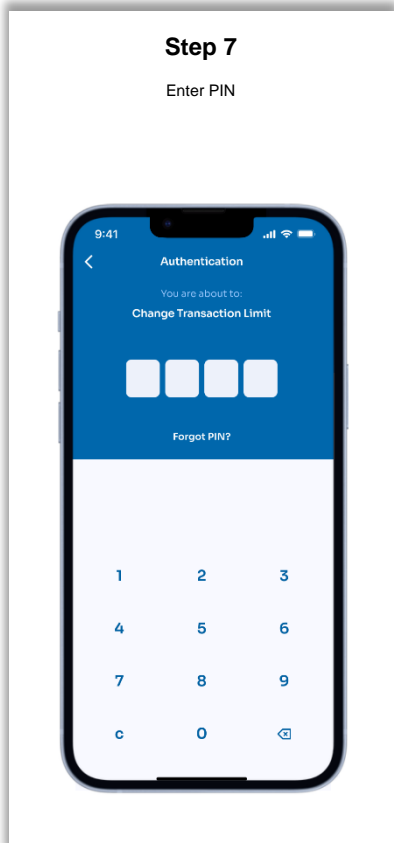 Step 7
Enter PIN
9:41
Authentication
You are about to:
Change Transaction Limit
Forgot PIN?
1 2 3
4 5 6
7 8 9
c 0